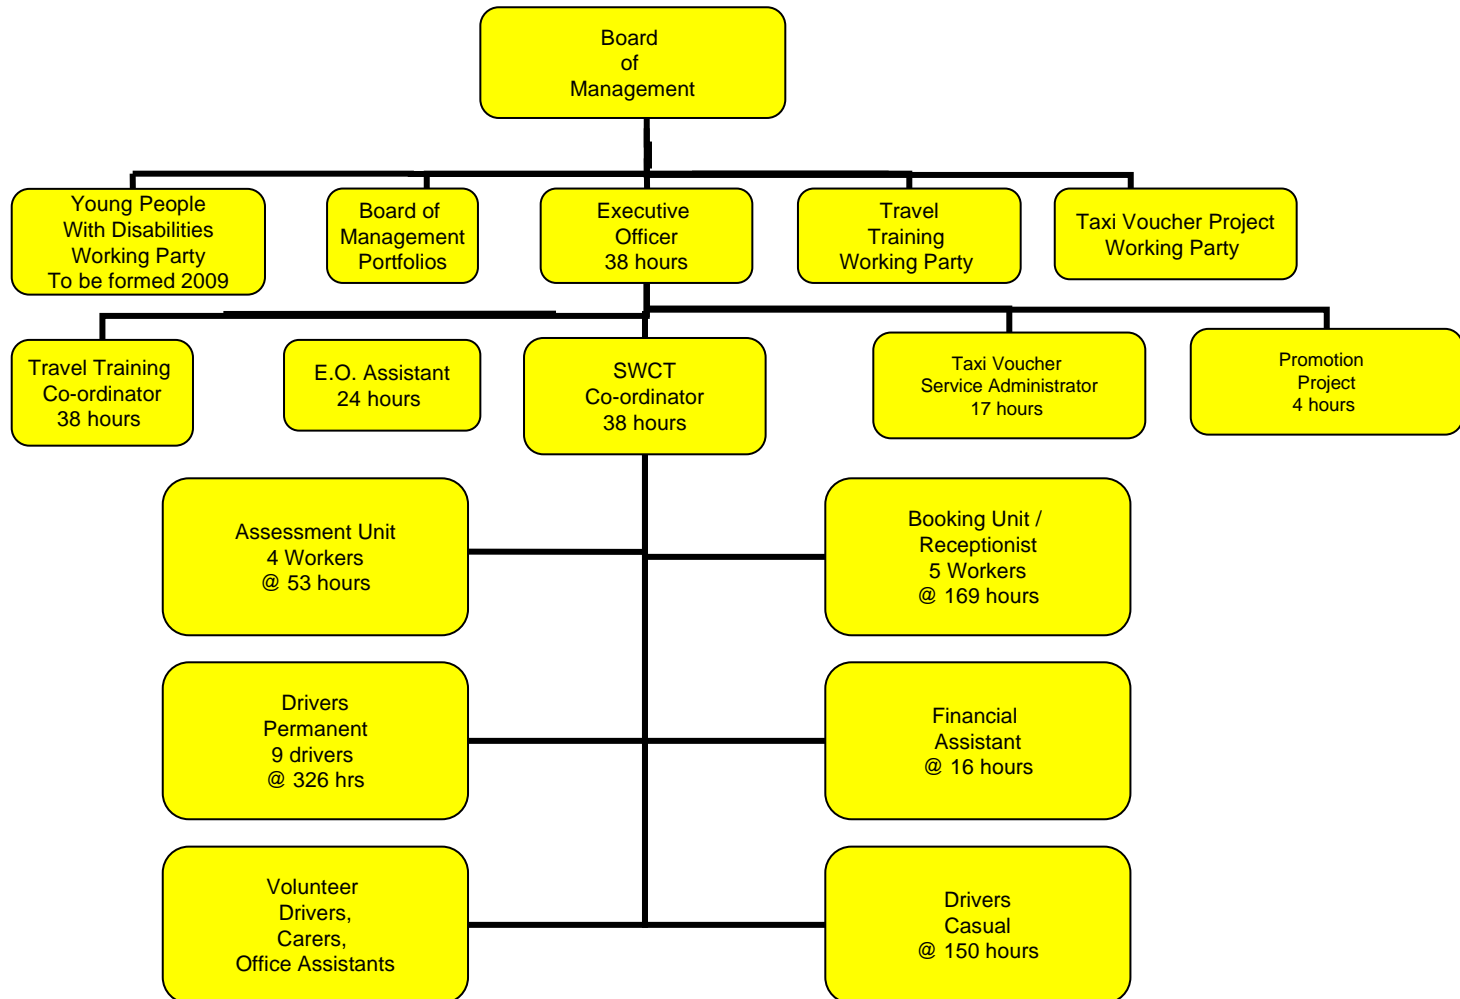 Board
of
Management
Young People
With Disabilities
Working Party
To be formed 2009
Board of
Management
Portfolios
Executive
Officer
38 hours
Travel
Training
Working Party
Taxi Voucher Project
Working Party
Travel Training
Co-ordinator
38 hours
E.O. Assistant
24 hours
SWCT
Co-ordinator
38 hours
Taxi Voucher
Service Administrator
17 hours
Promotion
Project
4 hours
Assessment Unit
4 Workers
@ 53 hours
Booking Unit /
Receptionist
5 Workers
@ 169 hours
Drivers
Permanent
9 drivers
@ 326 hrs
Financial
Assistant
@ 16 hours
Volunteer
Drivers,
Carers,
Office Assistants
Drivers
Casual
@ 150 hours